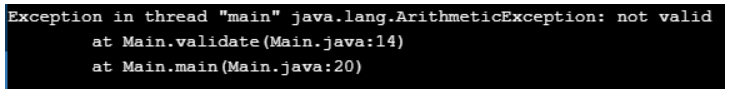 Exception in thread "main" java.lang.ArithmeticException: not valid
at Main.validate(Main.java:14)
at Main.main(Main.java:20)